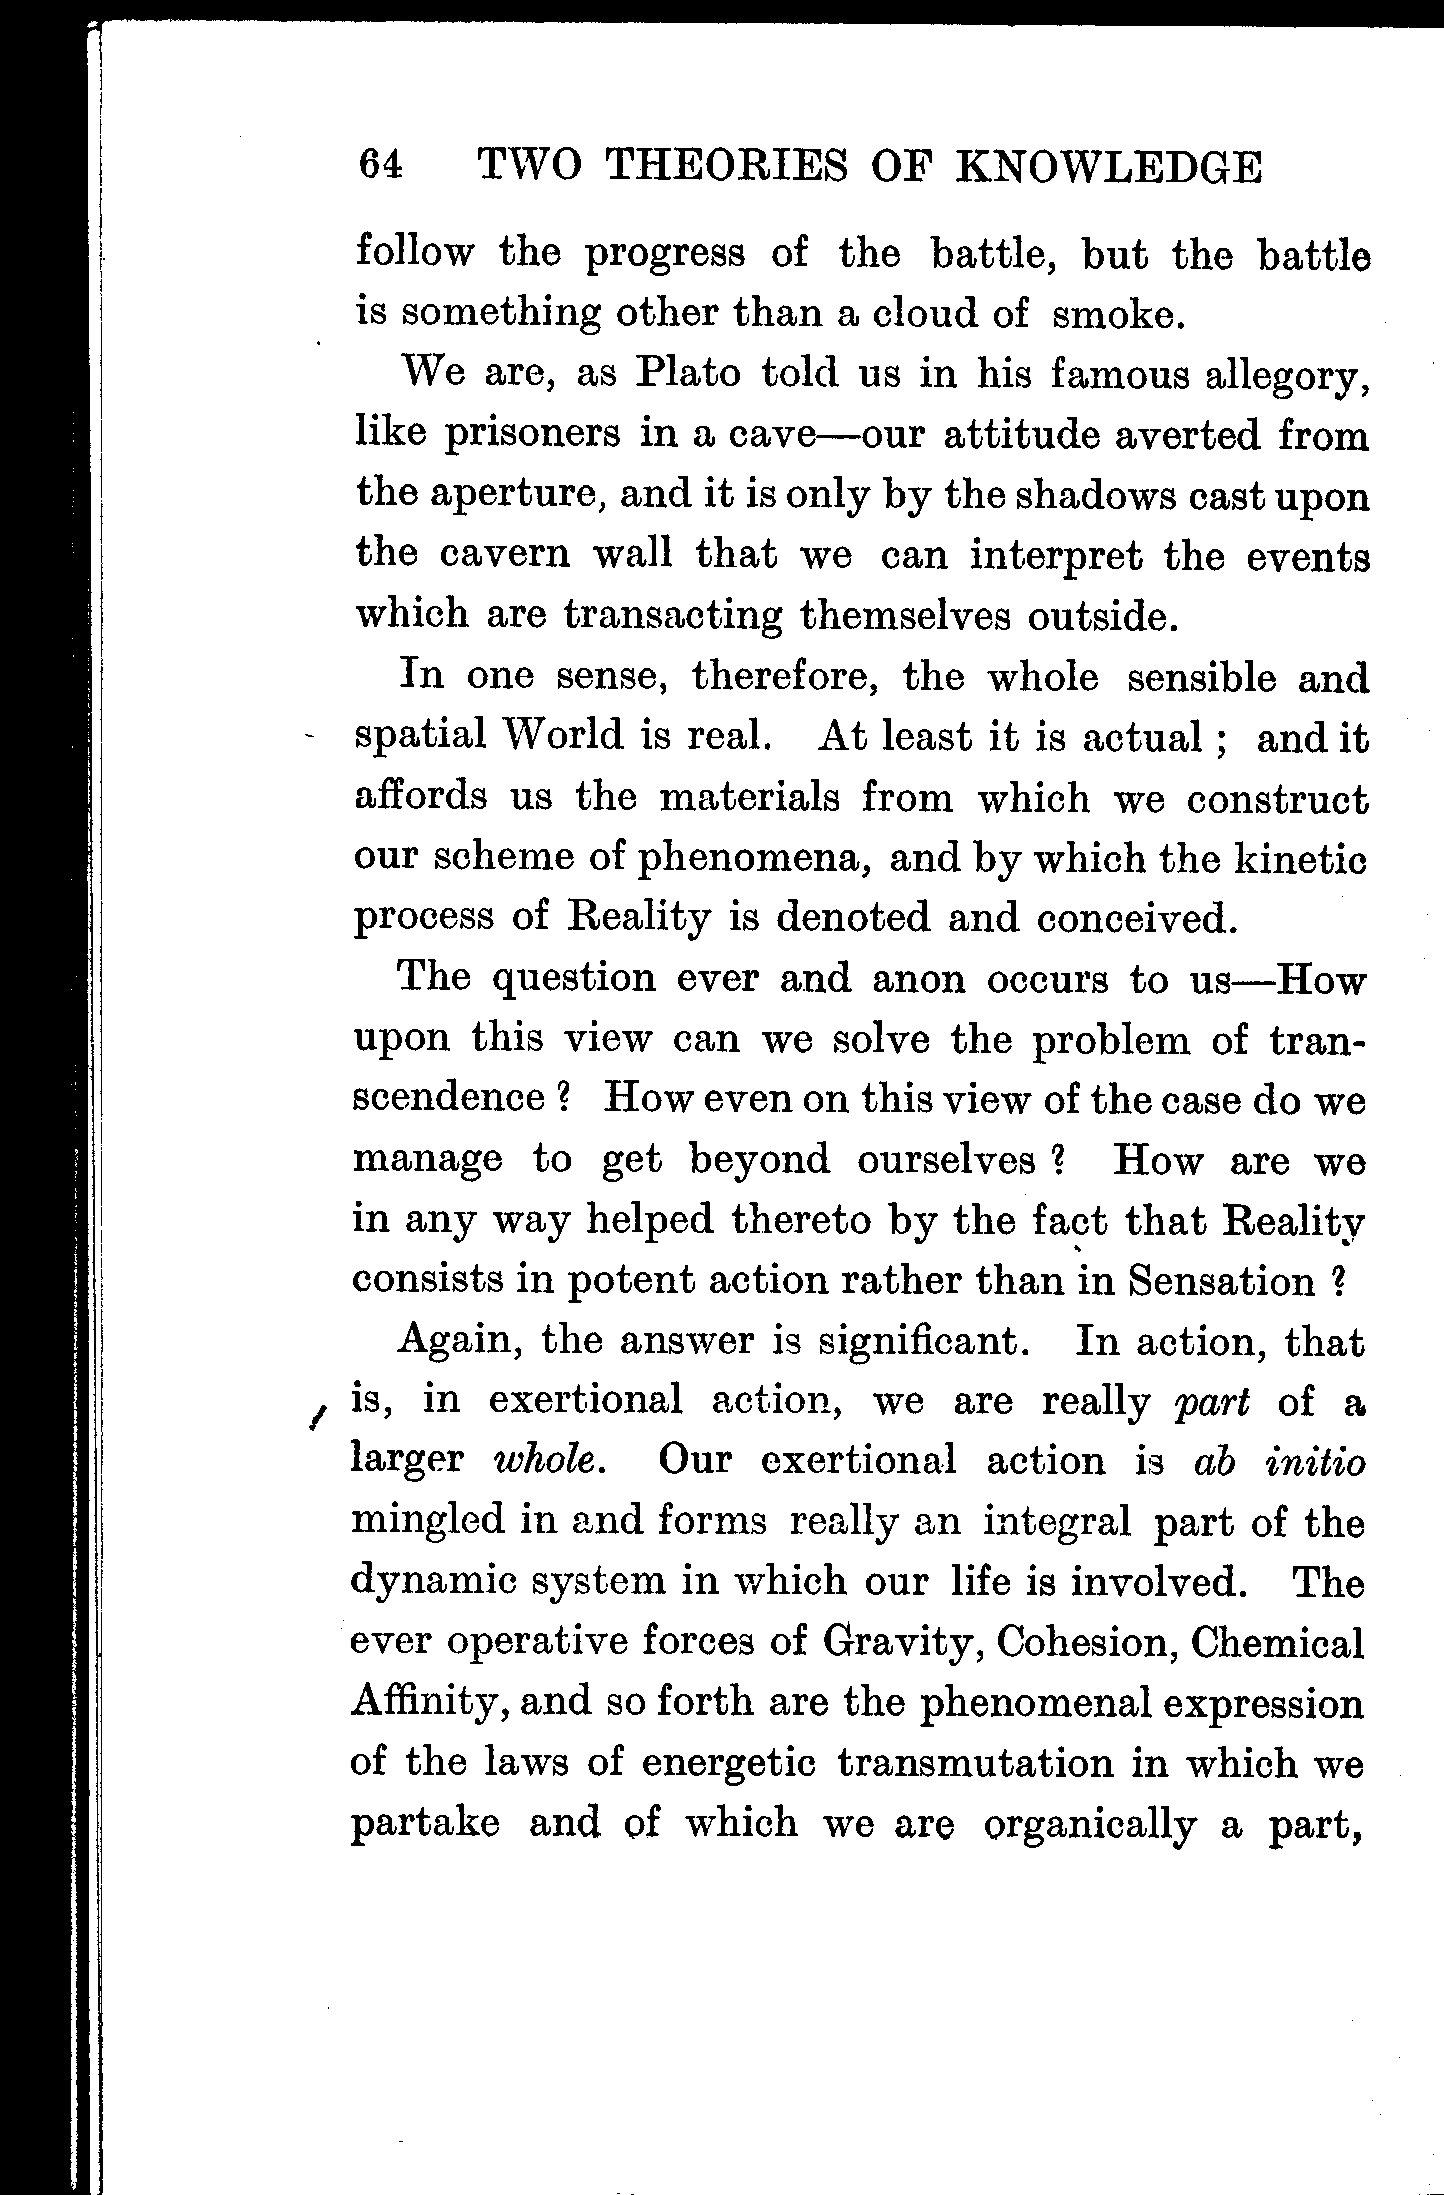 64 TWO THEORIES OF KNOWLEDGE
follow the progress of the battle, but the battle
is something other than a cloud of smoke.
We are, as Plato told us in his famous allegory,
like prisoners in a cave—our attitude averted from
the aperture, and it is only by the shadows cast upon
the cavern wall that we can interpret the events
which are transacting themselves outside.
In one sense, therefore, the whole sensible and
spatial World is real. At least it is actual ; and it
affords us the materials from which we construct
our scheme of phenomena, and by which the kinetic
process of Reality is denoted and conceived.
The question ever and anon occurs to us—How
upon this view can we solve the problem of tran-
scendence ? How even on this view of the case do we
manage to get beyond ourselves ? How are we
in any way helped thereto by the fact that Reality
consists in potent action rather than in Sensation ?
Again, the answer is significant. In action, that
is, in exertional action, we are really part of a
larger whole. Our exertional action is ab initio
mingled in and forms really an integral part of the
dynamic system in which our life is involved. The
ever operative forces of Gravity, Cohesion, Chemical
Affinity, and so forth are the phenomenal expression
of the laws of energetic transmutation in which we
partake and of which we are organically a part,